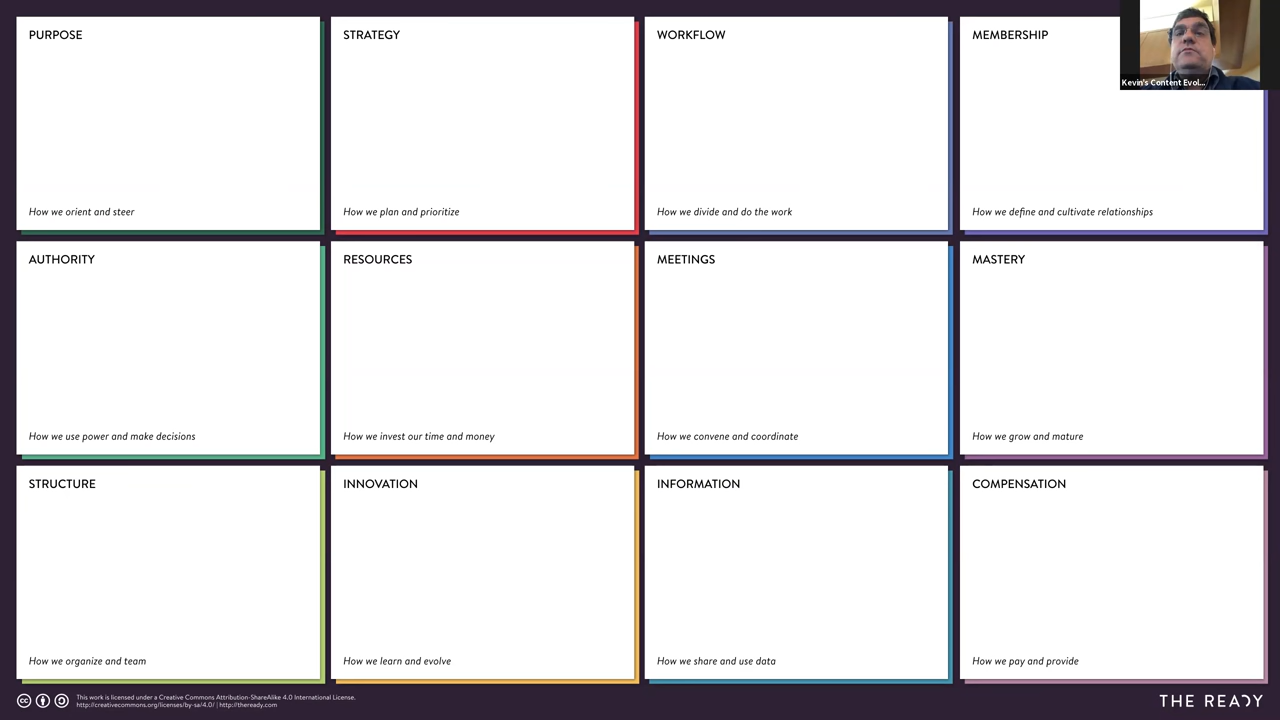 PURPOSE
How we orient and steer
STRATEGY
How we plan and prioritize
WORKFLOW
How we divide and do the work
MEMBERSHIP
Kevin's Content Evol...
How we define and cultivate relationships
AUTHORITY
How we use power and make decisions
RESOURCES
How we invest our time and money
MEETINGS
How we convene and coordinate
MASTERY
How we grow and mature
STRUCTURE
How we organize and team
INNOVATION
How we learn and evolve
INFORMATION
How we share and use data
COMPENSATION
How we pay and provide
cc
This work is licensed under a Creative Commons Attribution-ShareAlike 4.0 International License.
http://creativecommons.org/licenses/by-sa/4.0/ | http://theready.com
THE READY